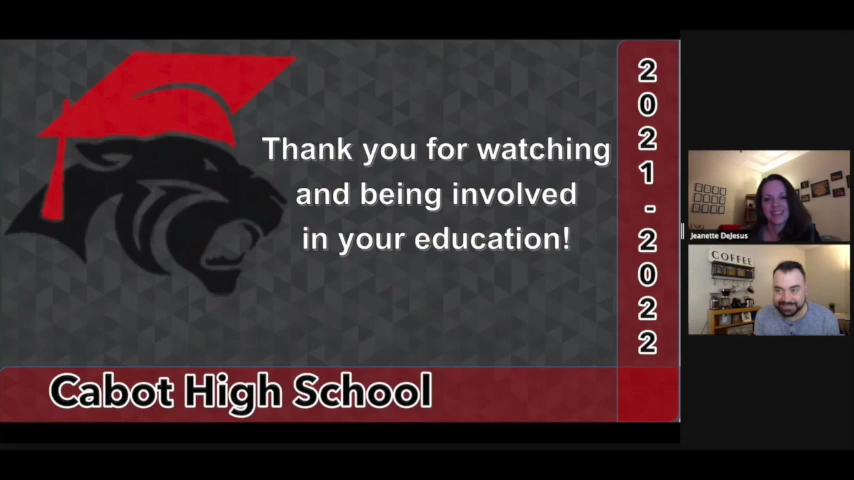 Thank you for watching
and being involved
in your education!
2021-2022
Cabot High School
Jeanette DeJesus
COFFEE